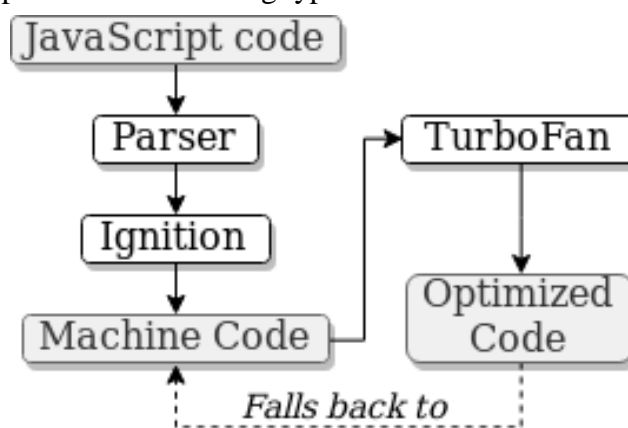 JavaScript code
Parser
TurboFan
Ignition
Machine Code
Optimized
Code
Falls back to